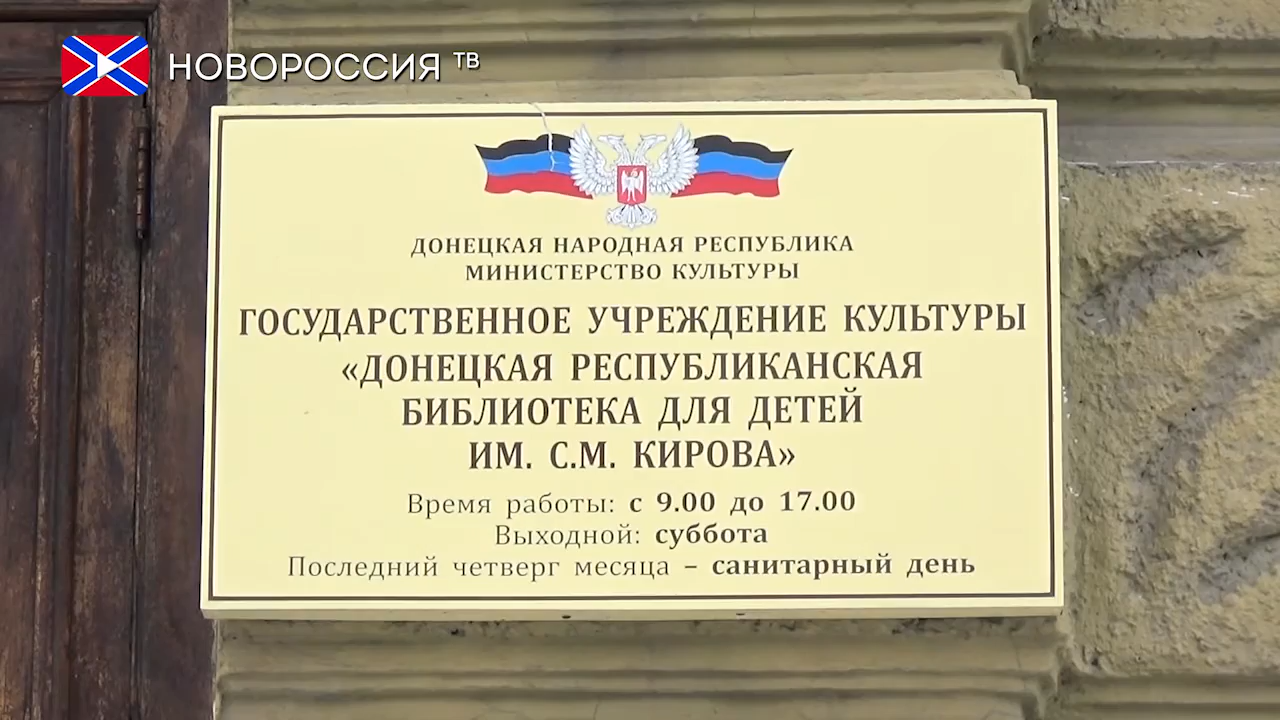 НОВОРОССИЯ ТВ
ДОНЕЦКАЯ НАРОДНАЯ РЕСПУБЛИКА
МИНИСТЕРСТВО КУЛЬТУРЫ
ГОСУДАРСТВЕННОЕ УЧРЕЖДЕНИЕ КУЛЬТУРЫ
«ДОНЕЦКАЯ РЕСПУБЛИКАНСКАЯ
БИБЛИОТЕКА ДЛЯ ДЕТЕЙ
ИМ. С.М. КИРОВА»
Время работы: с 9.00 до 17.00
Выходной: суббота
Последний четверг месяца – санитарный день